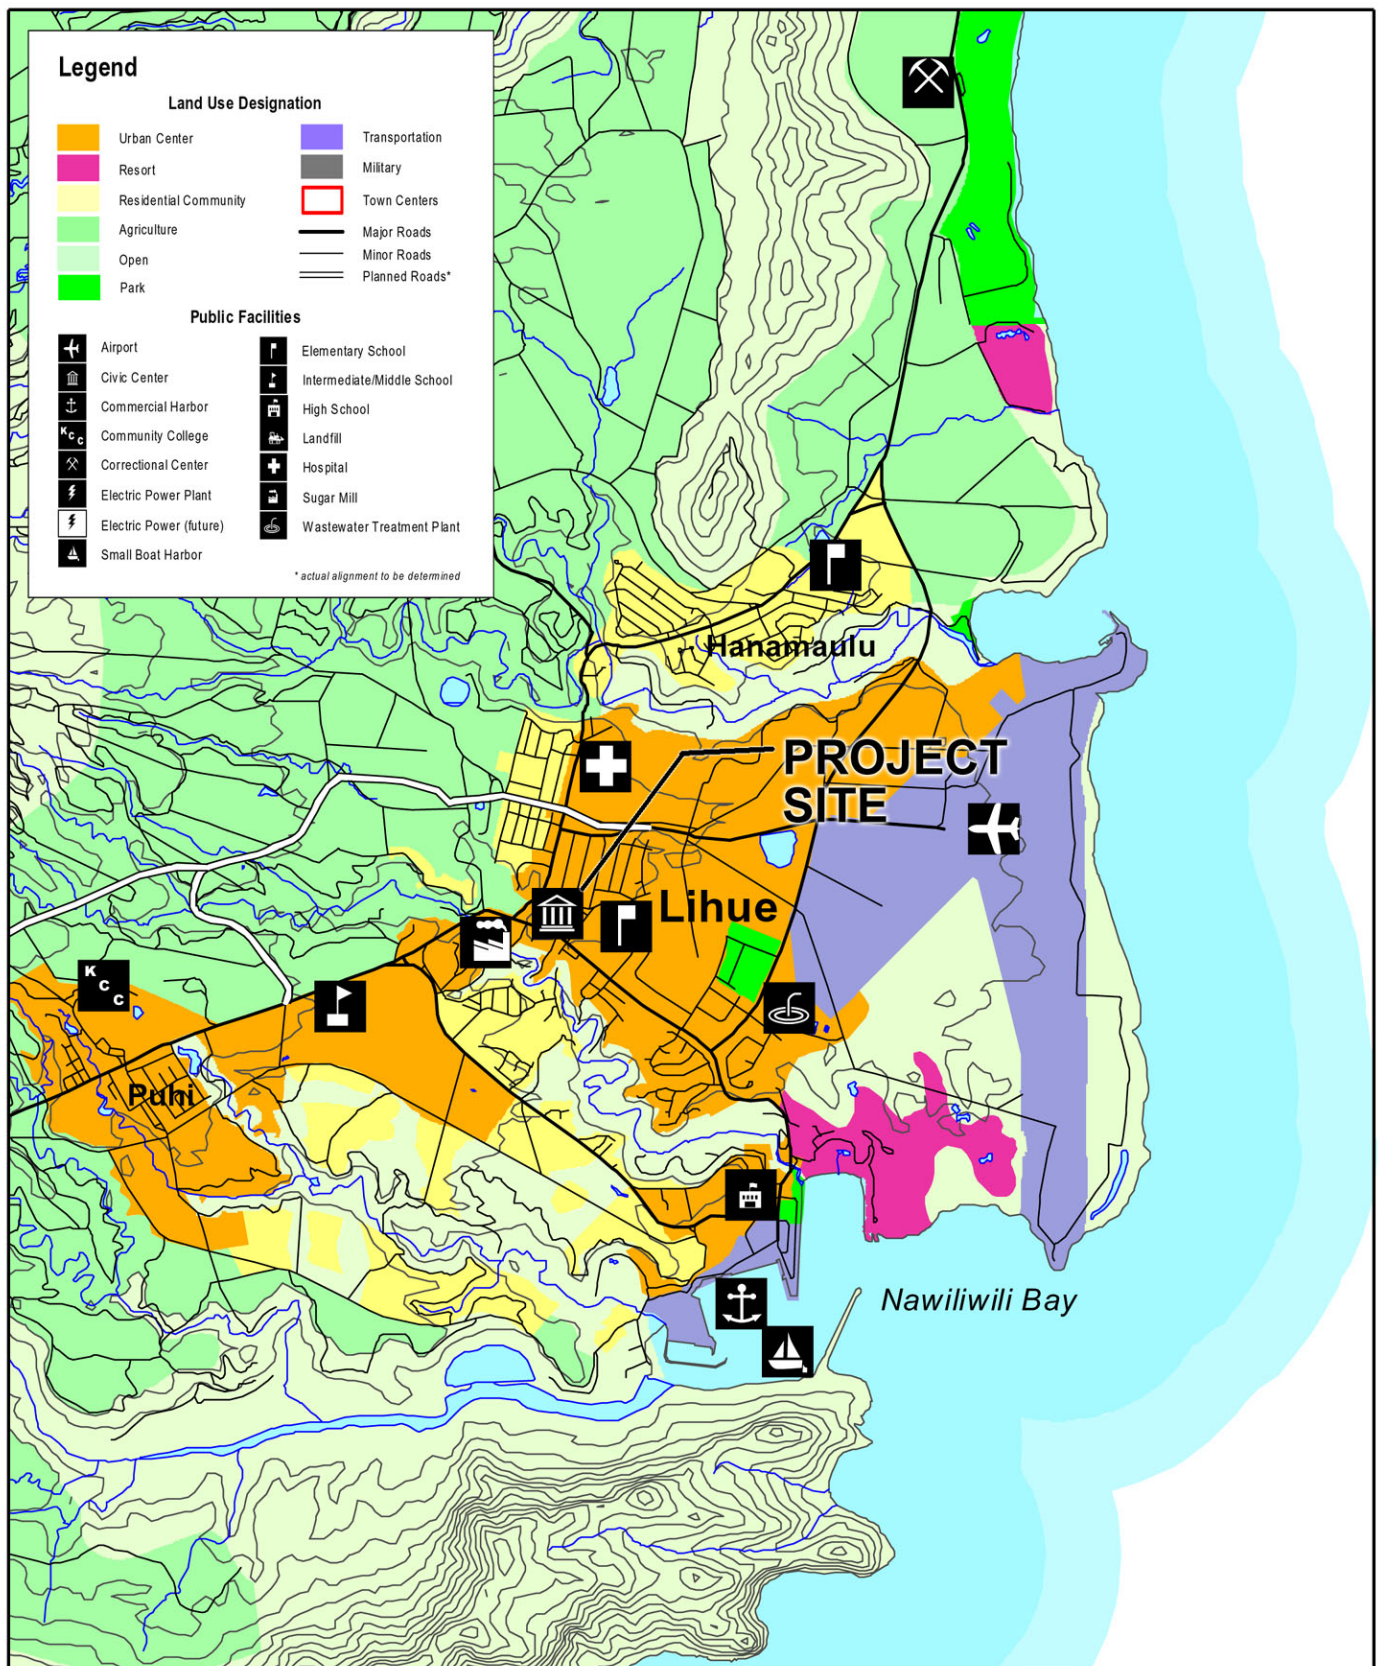 Legend
Land Use Designation
Urban Center
Resort
Residential Community
Agriculture
Open
Park
Transportation
Military
Town Centers
Major Roads
Minor Roads
Planned Roads*
Public Facilities
Airport
Civic Center
Commercial Harbor
KCC Community College
Correctional Center
Electric Power Plant
Electric Power (future)
Small Boat Harbor
Elementary School
Intermediate/Middle School
High School
Landfill
Hospital
Sugar Mill
Wastewater Treatment Plant
* actual alignment to be determined
Hanamaulu
PROJECT
SITE
Lihue
KCC
Puhi
Nawiliwili Bay